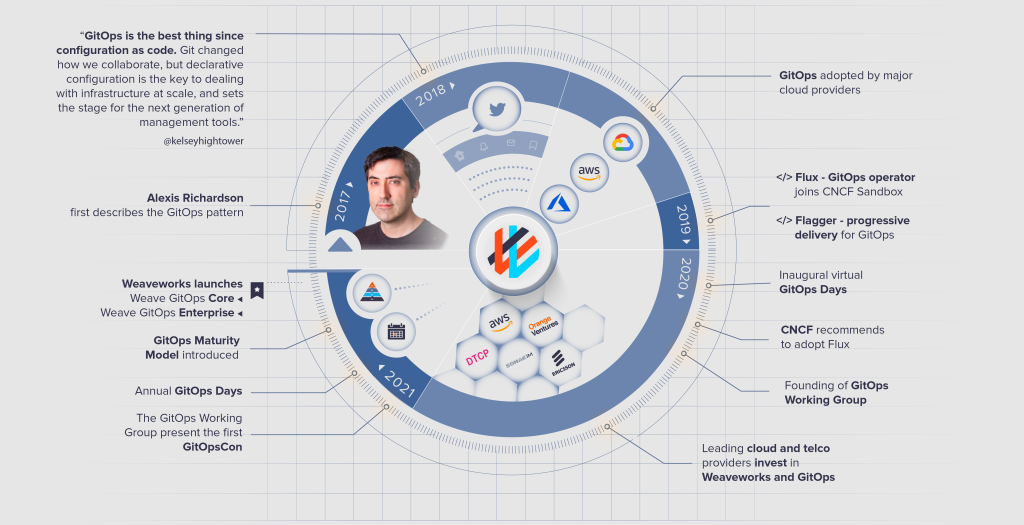 “GitOps is the best thing since
configuration as code. Git changed
how we collaborate, but declarative
configuration is the key to dealing
with infrastructure at scale, and sets
the stage for the next generation of
management tools.”
@kelseyhightower
Alexis Richardson
first describes the GitOps pattern
Weaveworks launches
Weave GitOps Core
Weave GitOps Enterprise
GitOps Maturity
Model introduced
Annual GitOps Days
The GitOps Working
Group present the first
GitOpsCon
2018
2017
2019
2020
2021
aws
aws
Orange
Ventures
DTCP
ERICSSON
GitOps adopted by major
cloud providers
</> Flux - GitOps operator
joins CNCF Sandbox
</> Flagger - progressive
delivery for GitOps
Inaugural virtual
GitOps Days
CNCF recommends
to adopt Flux
Founding of GitOps
Working Group
Leading cloud and telco
providers invest in
Weaveworks and GitOps